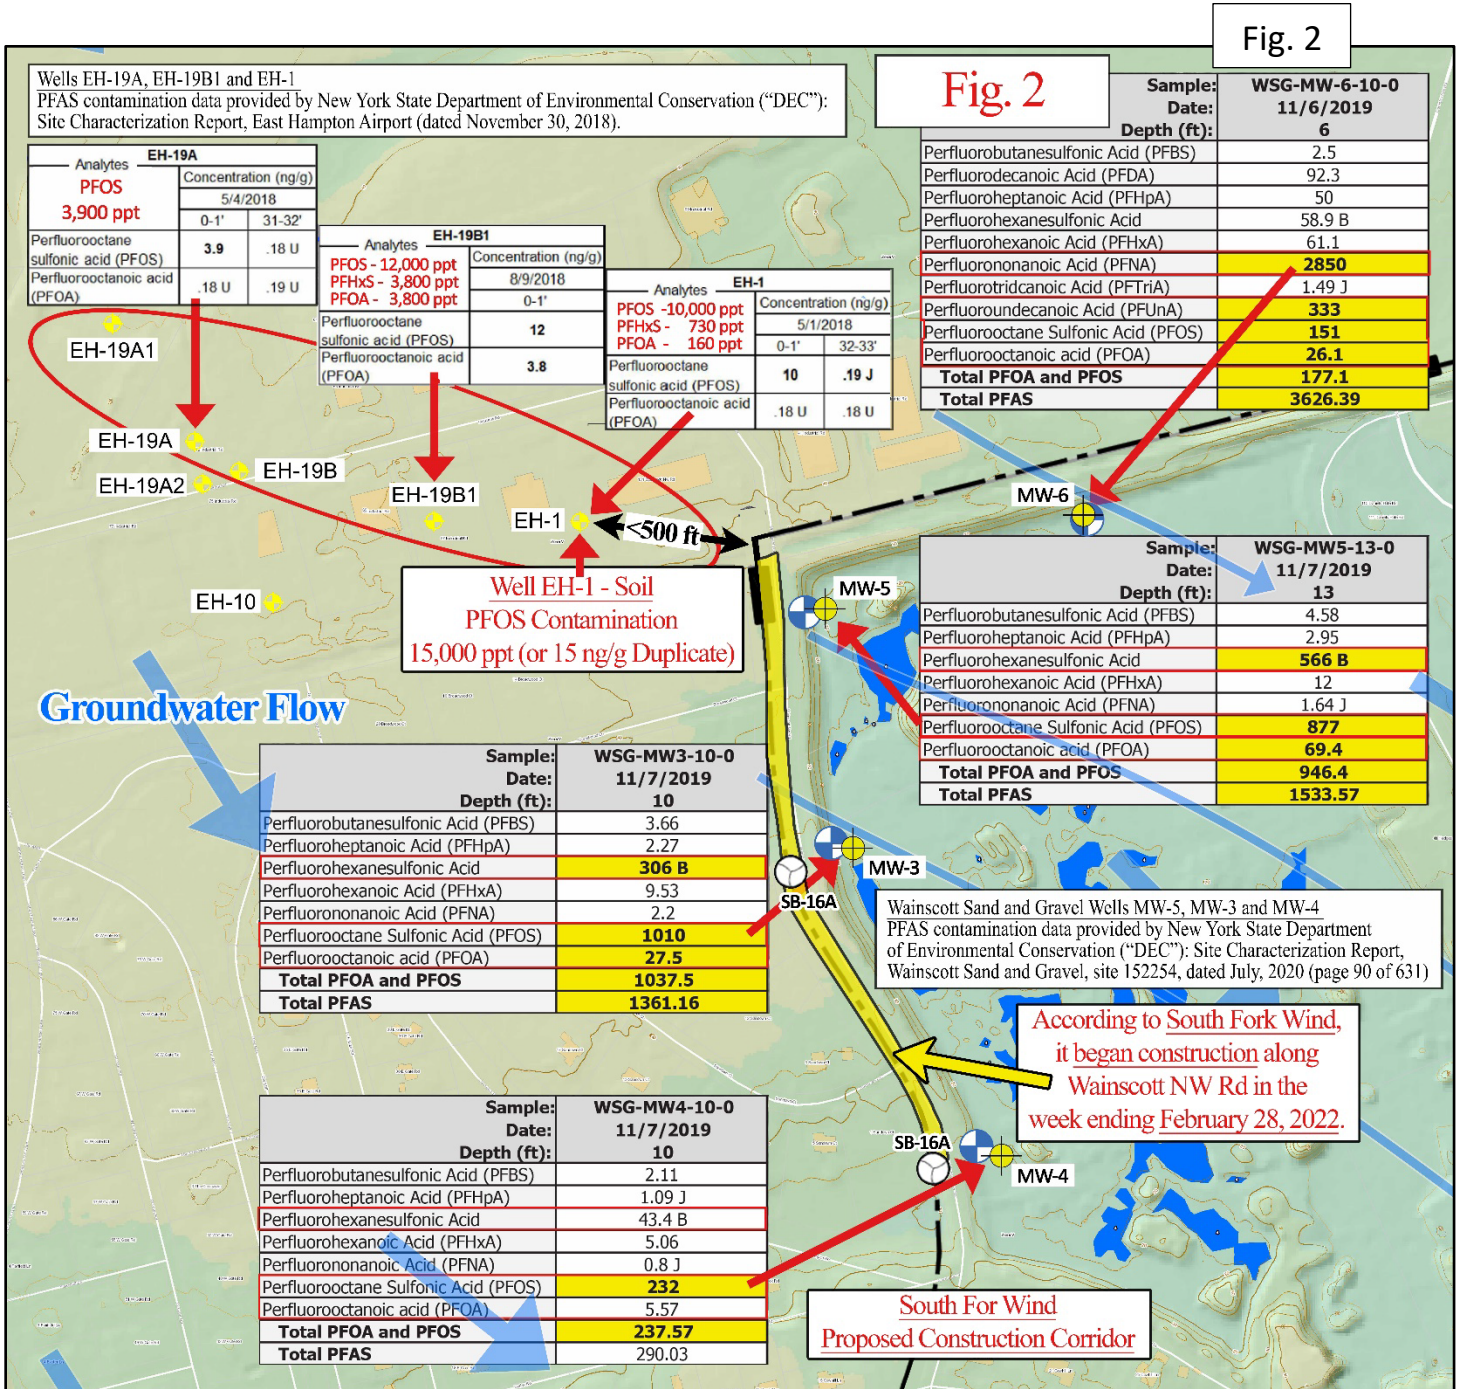 Fig. 2
Fig. 2
Wells EH-19A, EH-19B1 and EH-1
PFAS contamination data provided by New York State Department of Environmental Conservation ("DEC"):
Site Characterization Report, East Hampton Airport (dated November 30, 2018).
EH-19A
Analytes
Concentration (ng/g)
PFOS
3,900 ppt
5/4/2018
0-1' 31-32'
Perfluorooctane
sulfonic acid (PFOS) 3.9 .18 U
Perfluorooctanoic acid
(PFOA) .18 U .19 U
EH-19B1
Analytes
Concentration (ng/g)
PFOS - 12,000 ppt
PFHxS - 3,800 ppt
PFOA - 3,800 ppt
8/9/2018
0-1'
Perfluorooctane
sulfonic acid (PFOS) 12
Perfluorooctanoic acid
(PFOA) 3.8
EH-1
Analytes
Concentration (ng/g)
PFOS -10,000 ppt
PFHxS - 730 ppt
PFOA - 160 ppt
5/1/2018
0-1' 32-33'
Perfluorooctane
sulfonic acid (PFOS) 10 .19 J
Perfluorooctanoic acid
(PFOA) .18 U .18 U
Sample: WSG-MW-6-10-0
Date: 11/6/2019
Depth (ft): 6
Perfluorobutanesulfonic Acid (PFBS) 2.5
Perfluorodecanoic Acid (PFDA) 92.3
Perfluoroheptanoic Acid (PFHpA) 50
Perfluorohexanesulfonic Acid 58.9 B
Perfluorohexanoic Acid (PFHxA) 61.1
Perfluorononanoic Acid (PFNA) 2850
Perfluorotridcanoic Acid (PFTriA) 1.49 J
Perfluoroundecanoic Acid (PFUnA) 333
Perfluorooctane Sulfonic Acid (PFOS) 151
Perfluorooctanoic acid (PFOA) 26.1
Total PFOA and PFOS 177.1
Total PFAS 3626.39
EH-19A1
EH-19A
EH-19A2
EH-19B
EH-19B1
EH-1
<500 ft
MW-6
EH-10
Well EH-1 - Soil
PFOS Contamination
15,000 ppt (or 15 ng/g Duplicate)
MW-5
Sample: WSG-MW5-13-0
Date: 11/7/2019
Depth (ft): 13
Perfluorobutanesulfonic Acid (PFBS) 4.58
Perfluoroheptanoic Acid (PFHpA) 2.95
Perfluorohexanesulfonic Acid 566 B
Perfluorohexanoic Acid (PFHxA) 12
Perfluorononanoic Acid (PFNA) 1.64 J
Perfluorooctane Sulfonic Acid (PFOS) 877
Perfluorooctanoic acid (PFOA) 69.4
Total PFOA and PFOS 946.4
Total PFAS 1533.57
Groundwater Flow
Sample: WSG-MW3-10-0
Date: 11/7/2019
Depth (ft): 10
Perfluorobutanesulfonic Acid (PFBS) 3.66
Perfluoroheptanoic Acid (PFHpA) 2.27
Perfluorohexanesulfonic Acid 306 B
Perfluorohexanoic Acid (PFHxA) 9.53
Perfluorononanoic Acid (PFNA) 2.2
Perfluorooctane Sulfonic Acid (PFOS) 1010
Perfluorooctanoic acid (PFOA) 27.5
Total PFOA and PFOS 1037.5
Total PFAS 1361.16
MW-3
SB-16A
Wainscott Sand and Gravel Wells MW-5, MW-3 and MW-4
PFAS contamination data provided by New York State Department
of Environmental Conservation ("DEC"): Site Characterization Report,
Wainscott Sand and Gravel, site 152254, dated July, 2020 (page 90 of 631)
According to South Fork Wind,
it began construction along
Wainscott NW Rd in the
week ending February 28, 2022.
Sample: WSG-MW4-10-0
Date: 11/7/2019
Depth (ft): 10
Perfluorobutanesulfonic Acid (PFBS) 2.11
Perfluoroheptanoic Acid (PFHpA) 1.09 J
Perfluorohexanesulfonic Acid 43.4 B
Perfluorohexanoic Acid (PFHxA) 5.06
Perfluorononanoic Acid (PFNA) 0.8 J
Perfluorooctane Sulfonic Acid (PFOS) 232
Perfluorooctanoic acid (PFOA) 5.57
Total PFOA and PFOS 237.57
Total PFAS 290.03
SB-16A
MW-4
South For Wind
Proposed Construction Corridor